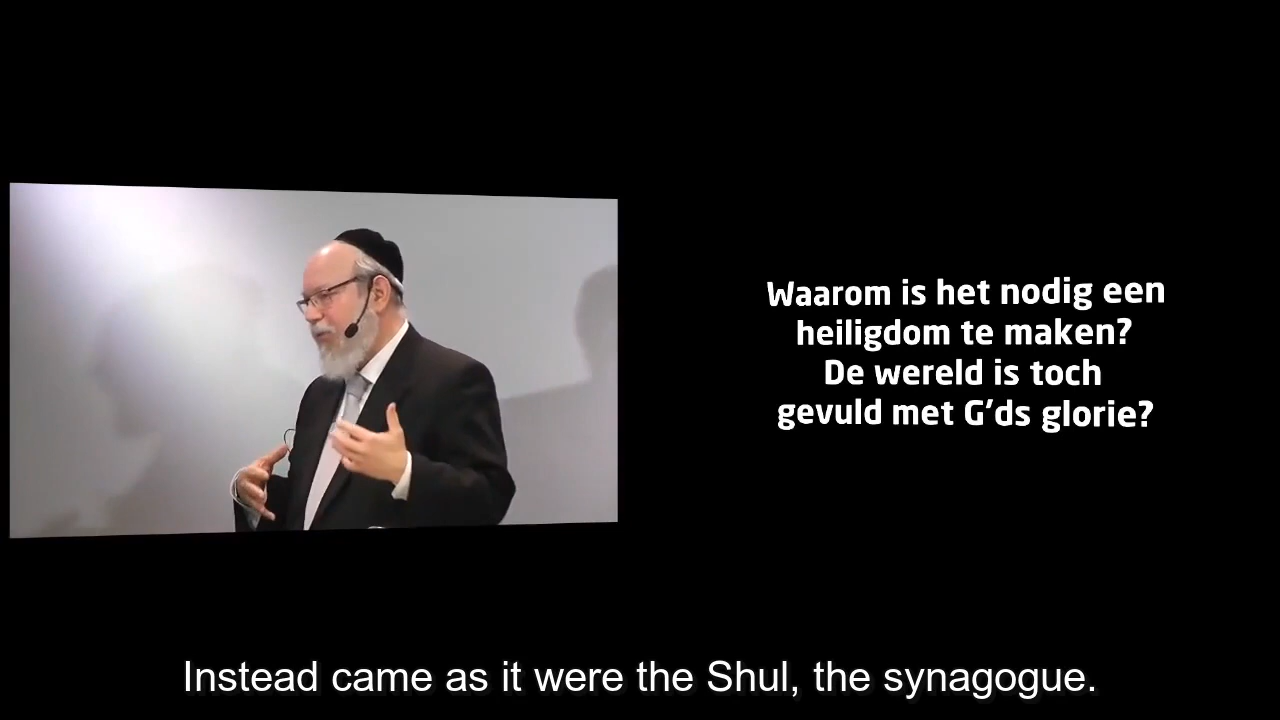 Waarom is het nodig een
heiligdom te maken?
De wereld is toch
gevuld met G'ds glorie?
Instead came as it were the Shul, the synagogue.